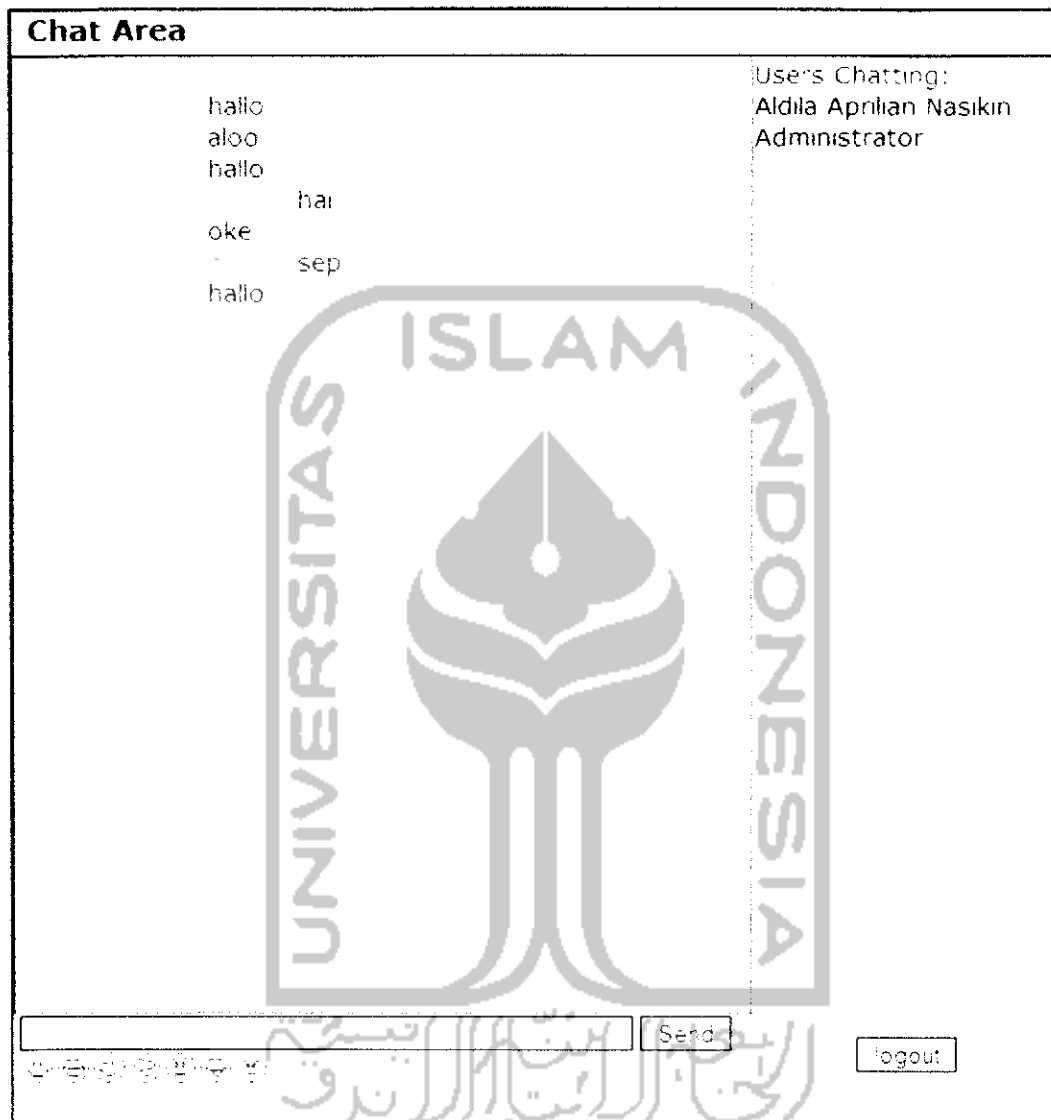 Chat Area
Users Chatting:
hallo
Aldila Aprilian Nasikin
aloo
Administrator
hallo
hai
oke
sep
hallo
UNIVERSITAS ISLAM INDONESIA
Send
logout